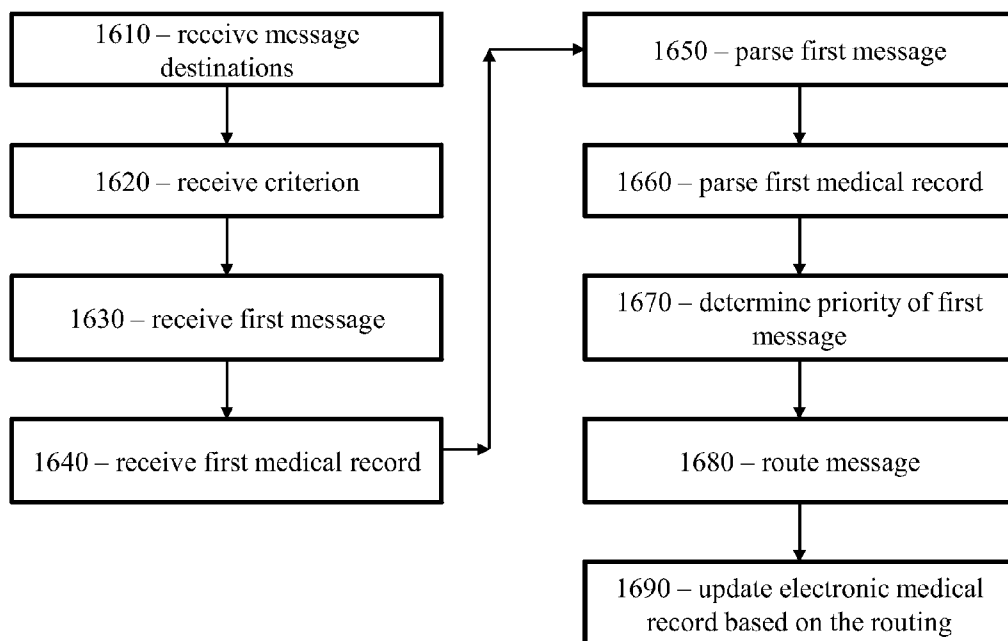 1610 – receive message
destinations
1620 – receive criterion
1630 – receive first message
1640 – receive first medical record
1650 – parse first message
1660 – parse first medical record
1670 – determine priority of first
message
1680 – route message
1690 – update electronic medical
record based on the routing